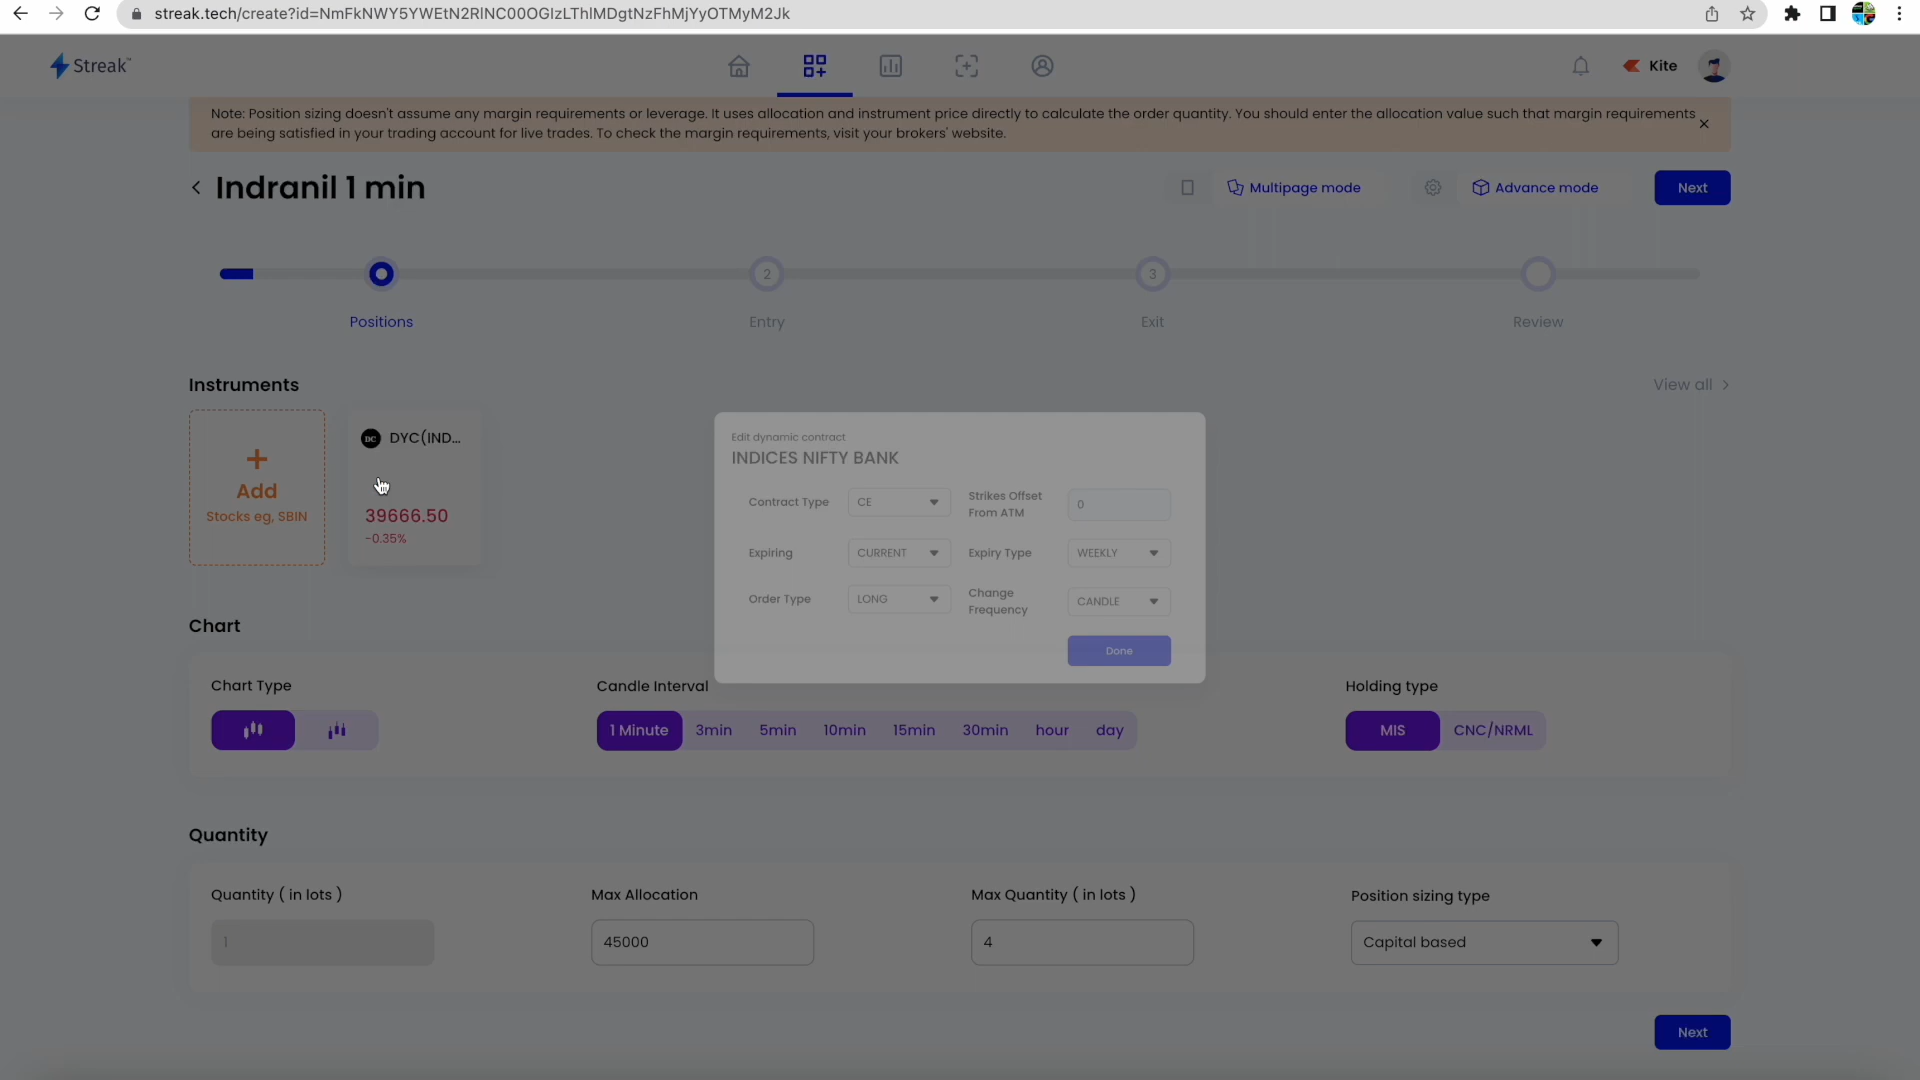 streak.tech/create?id=NmFkNWY5YWEtN2RlNC00OGIzLThlMDgtNzFhMjYyOTMyM2Jk
Streak™
Kite
Note: Position sizing doesn't assume any margin requirements or leverage. It uses allocation and instrument price directly to calculate the order quantity. You should enter the allocation value such that margin requirements
are being satisfied in your trading account for live trades. To check the margin requirements, visit your brokers' website.
Indranil 1 min
Multipage mode
Advance mode
Next
2
3
Positions
Entry
Exit
Review
Instruments
View all
+
Add
Stocks eg, SBIN
DC DYC(IND...
39666.50
-0.35%
Edit dynamic contract
INDICES NIFTY BANK
Contract Type
CE
Strikes Offset
From ATM
0
Expiring
CURRENT
Expiry Type
WEEKLY
Order Type
LONG
Change
Frequency
CANDLE
Done
Chart
Chart Type
Candle Interval
Holding type
1 Minute
3min
5min
10min
15min
30min
hour
day
MIS
CNC/NRML
Quantity
Quantity ( in lots )
Max Allocation
Max Quantity ( in lots )
Position sizing type
1
45000
4
Capital based
Next